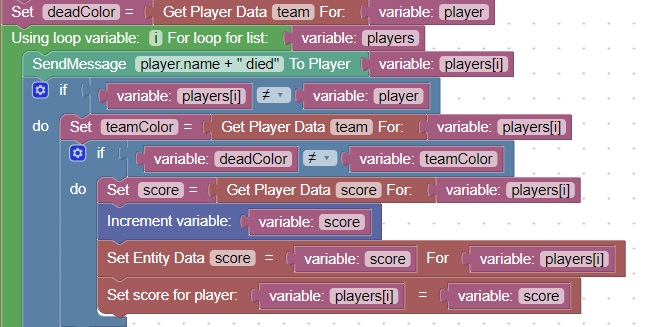 Set deadColor = Get Player Data team For: variable: player
Using loop variable: i For loop for list: variable: players
SendMessage player.name + " died" To Player variable: players[i]
if variable: players[i] ≠ variable: player
do Set teamColor = Get Player Data team For: variable: players[i]
if variable: deadColor ≠ variable: teamColor
do Set score = Get Player Data score For: variable: players[i]
Increment variable: variable: score
Set Entity Data score = variable: score For variable: players[i]
Set score for player: variable: players[i] = variable: score